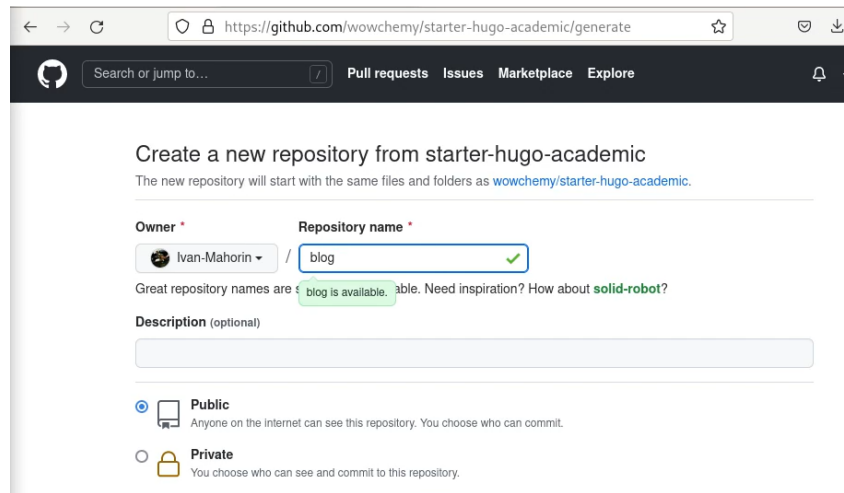 https://github.com/wowchemy/starter-hugo-academic/generate
Search or jump to... / Pull requests Issues Marketplace Explore
Create a new repository from starter-hugo-academic
The new repository will start with the same files and folders as wowchemy/starter-hugo-academic.
Owner * Repository name *
Ivan-Mahorin / blog
Great repository names are able. Need inspiration? How about solid-robot?
blog is available.
Description (optional)
Public
Anyone on the internet can see this repository. You choose who can commit.
Private
You choose who can see and commit to this repository.